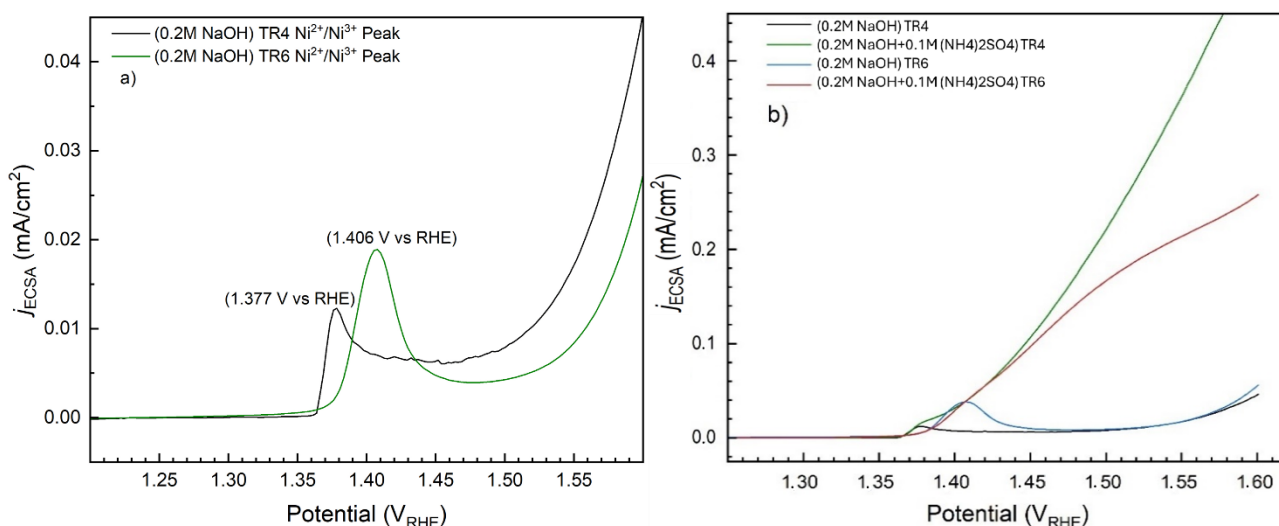 (0.2M NaOH) TR4 Ni²⁺/Ni³⁺ Peak
(0.2M NaOH) TR6 Ni²⁺/Ni³⁺ Peak
a)
(1.406 V vs RHE)
(1.377 V vs RHE)
0.04
0.03
0.02
0.01
0.00
jECSA (mA/cm²)
1.25 1.30 1.35 1.40 1.45 1.50 1.55
Potential (VRHE)
(0.2M NaOH) TR4
(0.2M NaOH+0.1M (NH4)2SO4) TR4
(0.2M NaOH) TR6
(0.2M NaOH+0.1M (NH4)2SO4) TR6
b)
0.4
0.3
0.2
0.1
0.0
jECSA (mA/cm²)
1.30 1.35 1.40 1.45 1.50 1.55 1.60
Potential (VRHE)